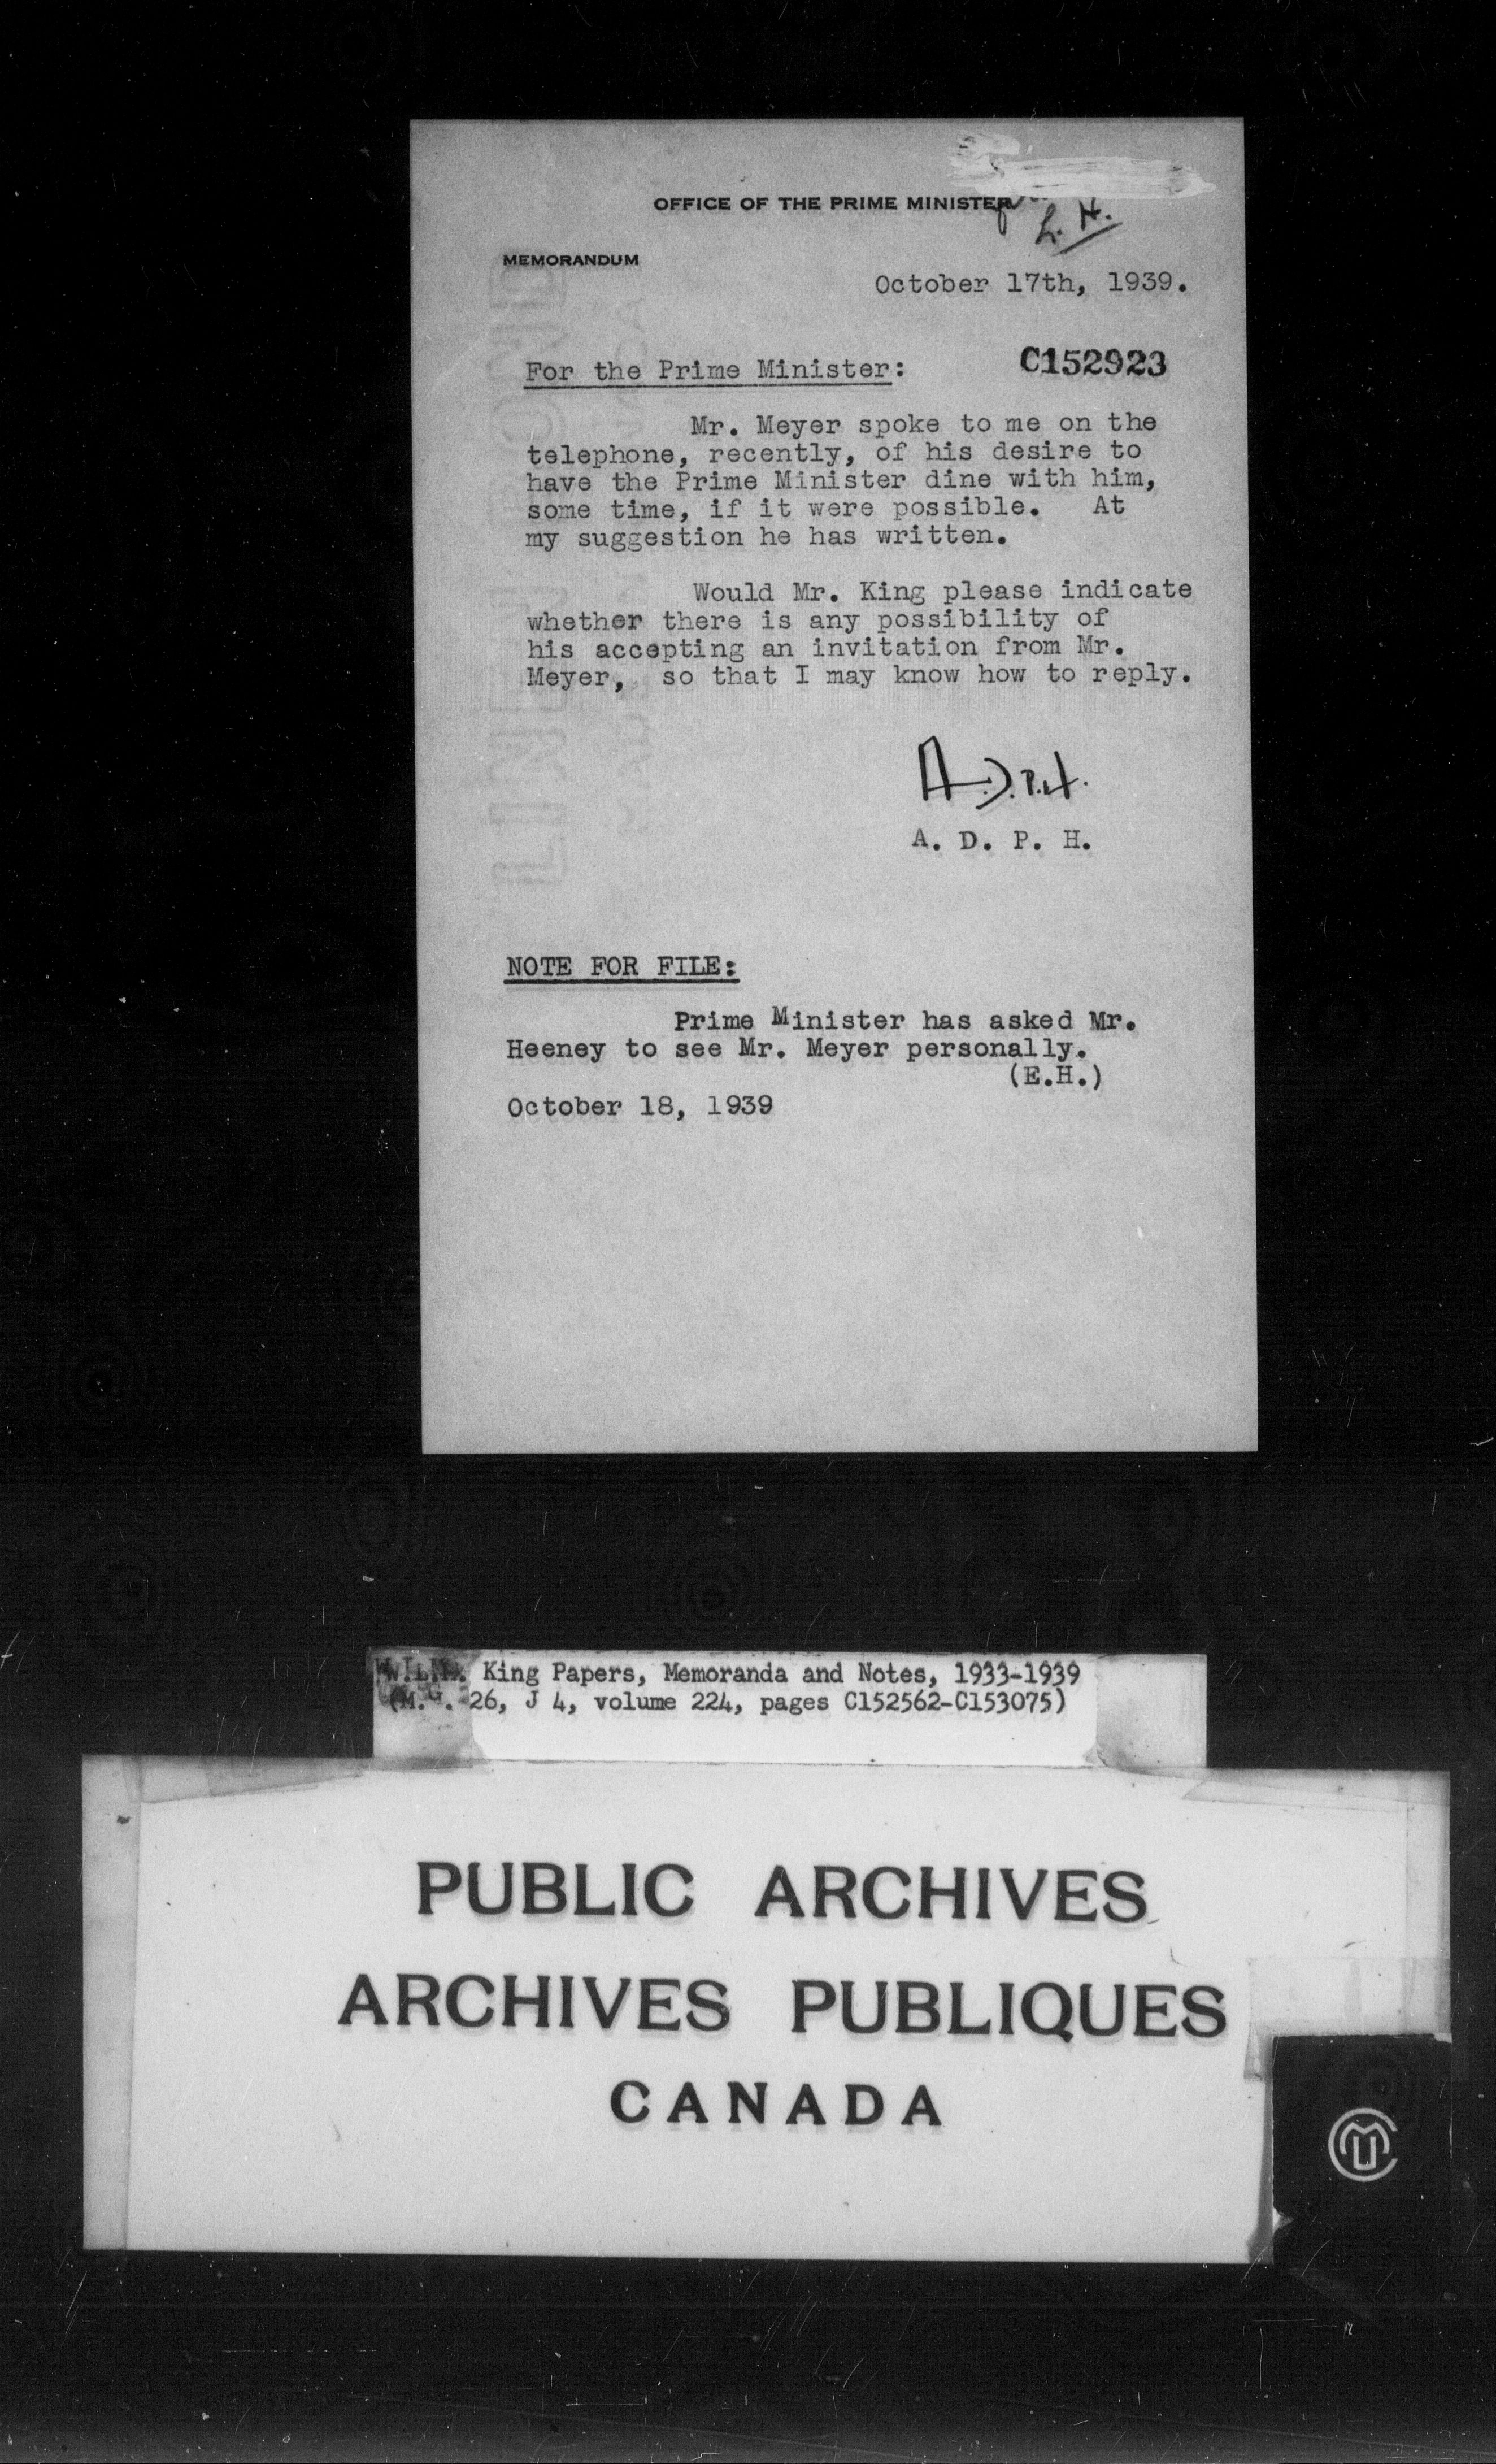 OFFICE OF THE PRIME MINISTER
L. H.
MEMORANDUM
October 17th, 1939.
For the Prime Minister:
C152923
Mr. Meyer spoke to me on the
telephone, recently, of his desire to
have the Prime Minister dine with him,
some time, if it were possible. At
my suggestion he has written.
Would Mr. King please indicate
whether there is any possibility of
his accepting an invitation from Mr.
Meyer, so that I may know how to reply.
A.D.P.H.
A. D. P. H.
NOTE FOR FILE:
Prime Minister has asked Mr.
Heeney to see Mr. Meyer personally.
(E.H.)
October 18, 1939
W.L.M. King Papers, Memoranda and Notes, 1933-1939
(M.G. 26, J 4, volume 224, pages C152562-C153075)
PUBLIC ARCHIVES
ARCHIVES PUBLIQUES
CANADA